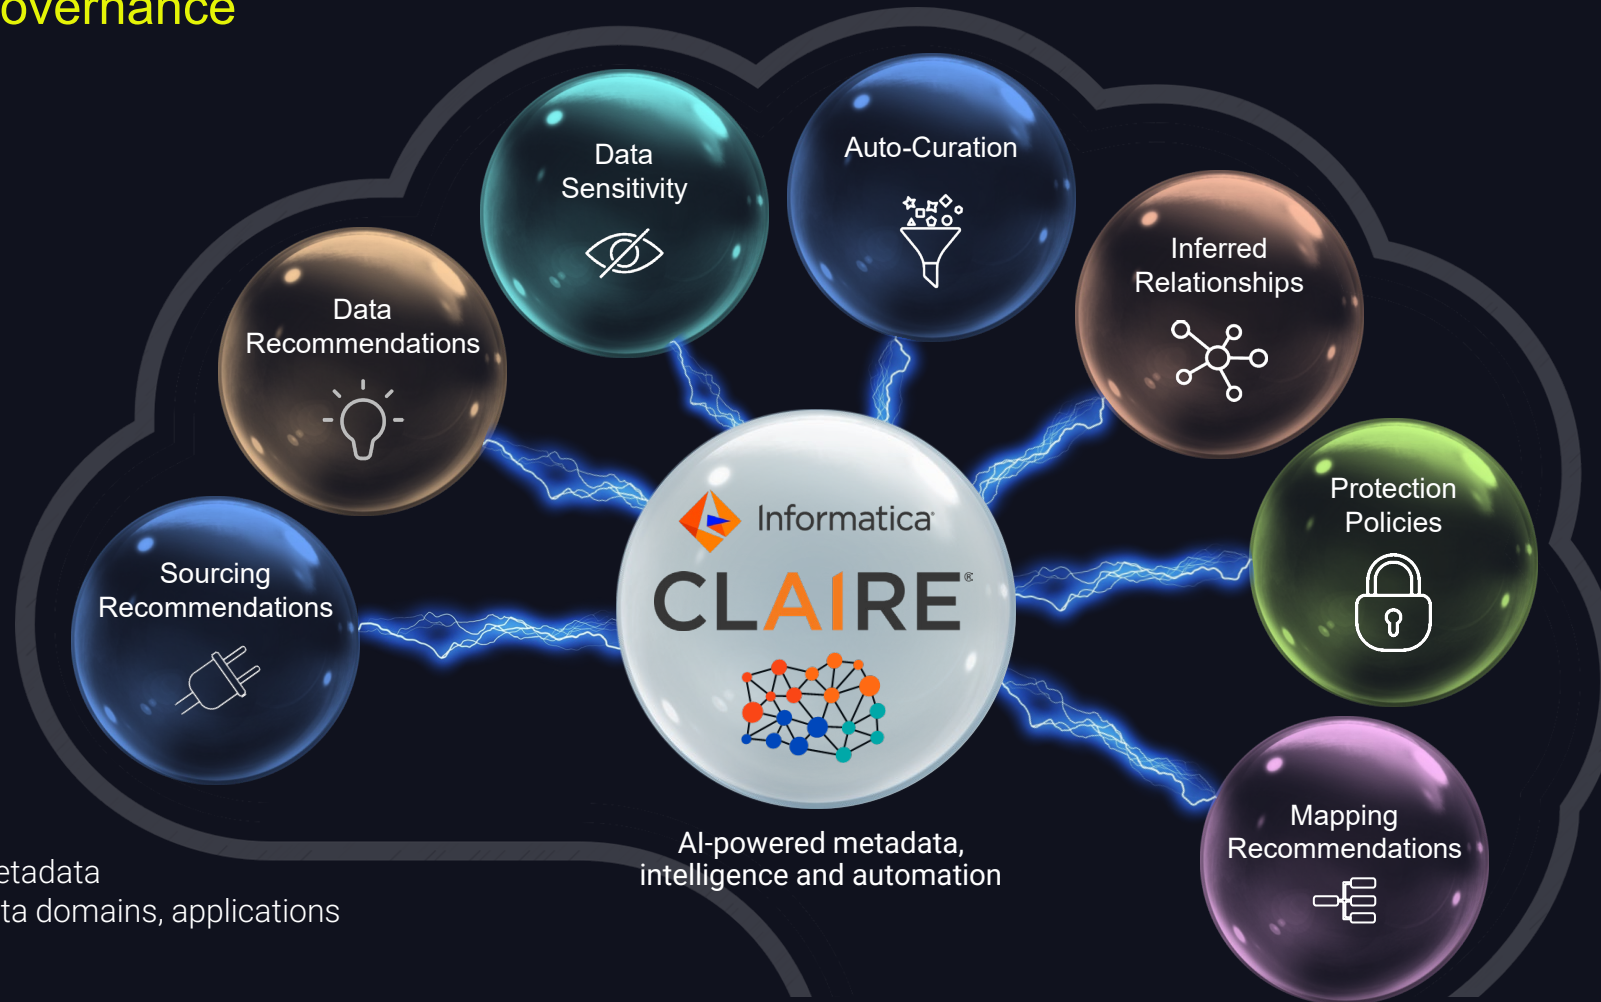 overnance
Data
Sensitivity
Auto-Curation
Inferred
Relationships
Data
Recommendations
Protection
Policies
Sourcing
Recommendations
Informatica
CLAIRE®
Mapping
Recommendations
AI-powered metadata,
intelligence and automation
etadata
ta domains, applications